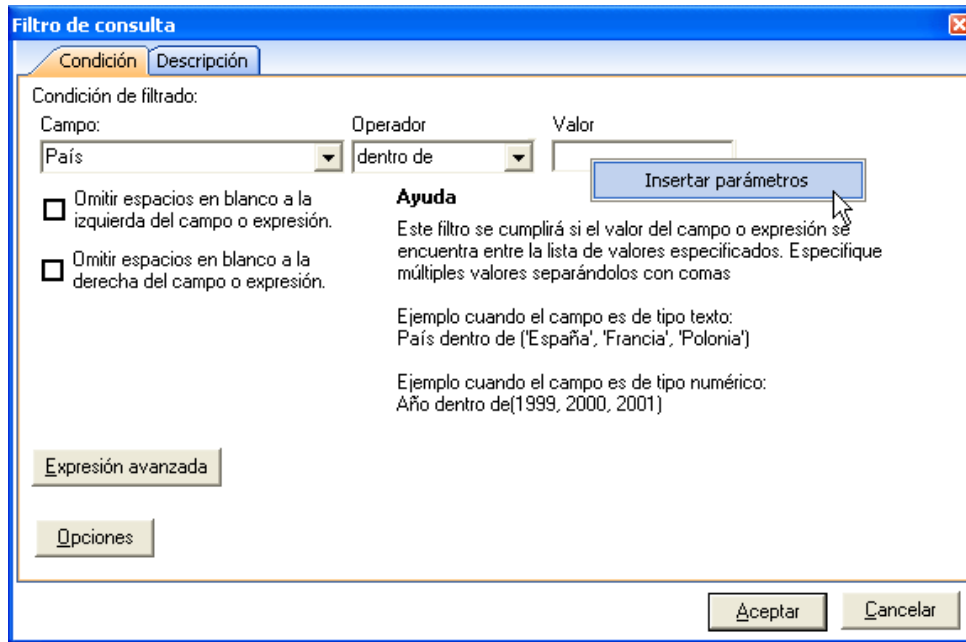 Filtro de consulta
Condición Descripción
Condición de filtrado:
Campo: Operador Valor
País dentro de
Insertar parámetros
Omitir espacios en blanco a la
izquierda del campo o expresión.
Omitir espacios en blanco a la
derecha del campo o expresión.
Ayuda
Este filtro se cumplirá si el valor del campo o expresión se
encuentra entre la lista de valores especificados. Especifique
múltiples valores separándolos con comas
Ejemplo cuando el campo es de tipo texto:
País dentro de ('España', 'Francia', 'Polonia')
Ejemplo cuando el campo es de tipo numérico:
Año dentro de(1999, 2000, 2001)
Expresión avanzada
Opciones
Aceptar Cancelar